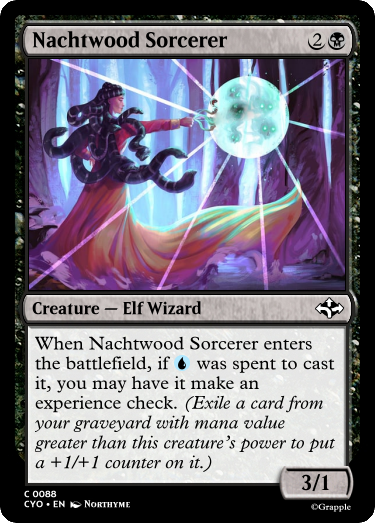 Nachtwood Sorcerer 2
Creature — Elf Wizard
When Nachtwood Sorcerer enters
the battlefield, if was spent to cast
it, you may have it make an
experience check. (Exile a card from
your graveyard with mana value
greater than this creature's power to put
a +1/+1 counter on it.)
3/1
C 0088
CYO • EN Northyme
©Grapple